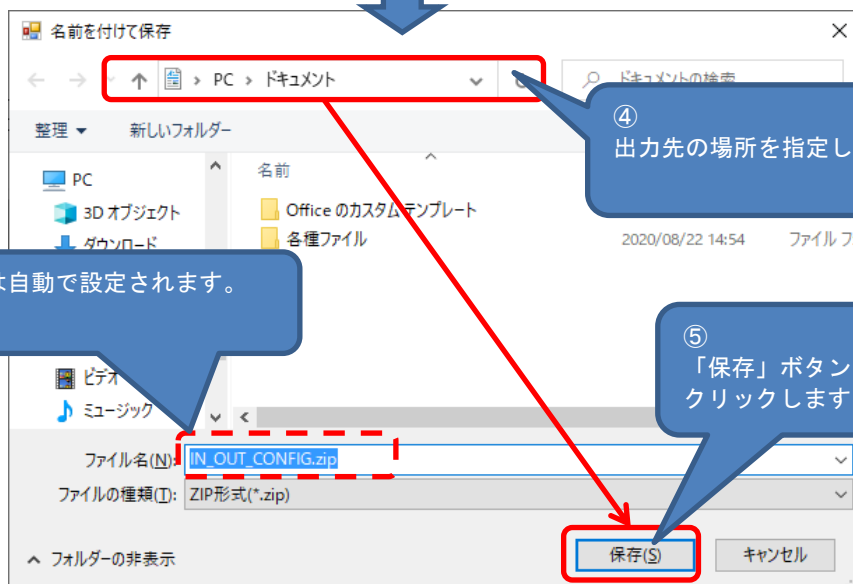 名前を付けて保存
PC > ドキュメント
ドキュメントの検索
④
出力先の場所を指定し
整理 ▼ 新しいフォルダー
PC
3D オブジェクト
ダウンロード
ビデオ
ミュージック
名前
Office のカスタム テンプレート
各種ファイル 2020/08/22 14:54 ファイル フ
は自動で設定されます。
⑤
「保存」ボタン
クリックします
ファイル名(N): IN_OUT_CONFIG.zip
ファイルの種類(T): ZIP形式(*.zip)
フォルダーの非表示
保存(S) キャンセル